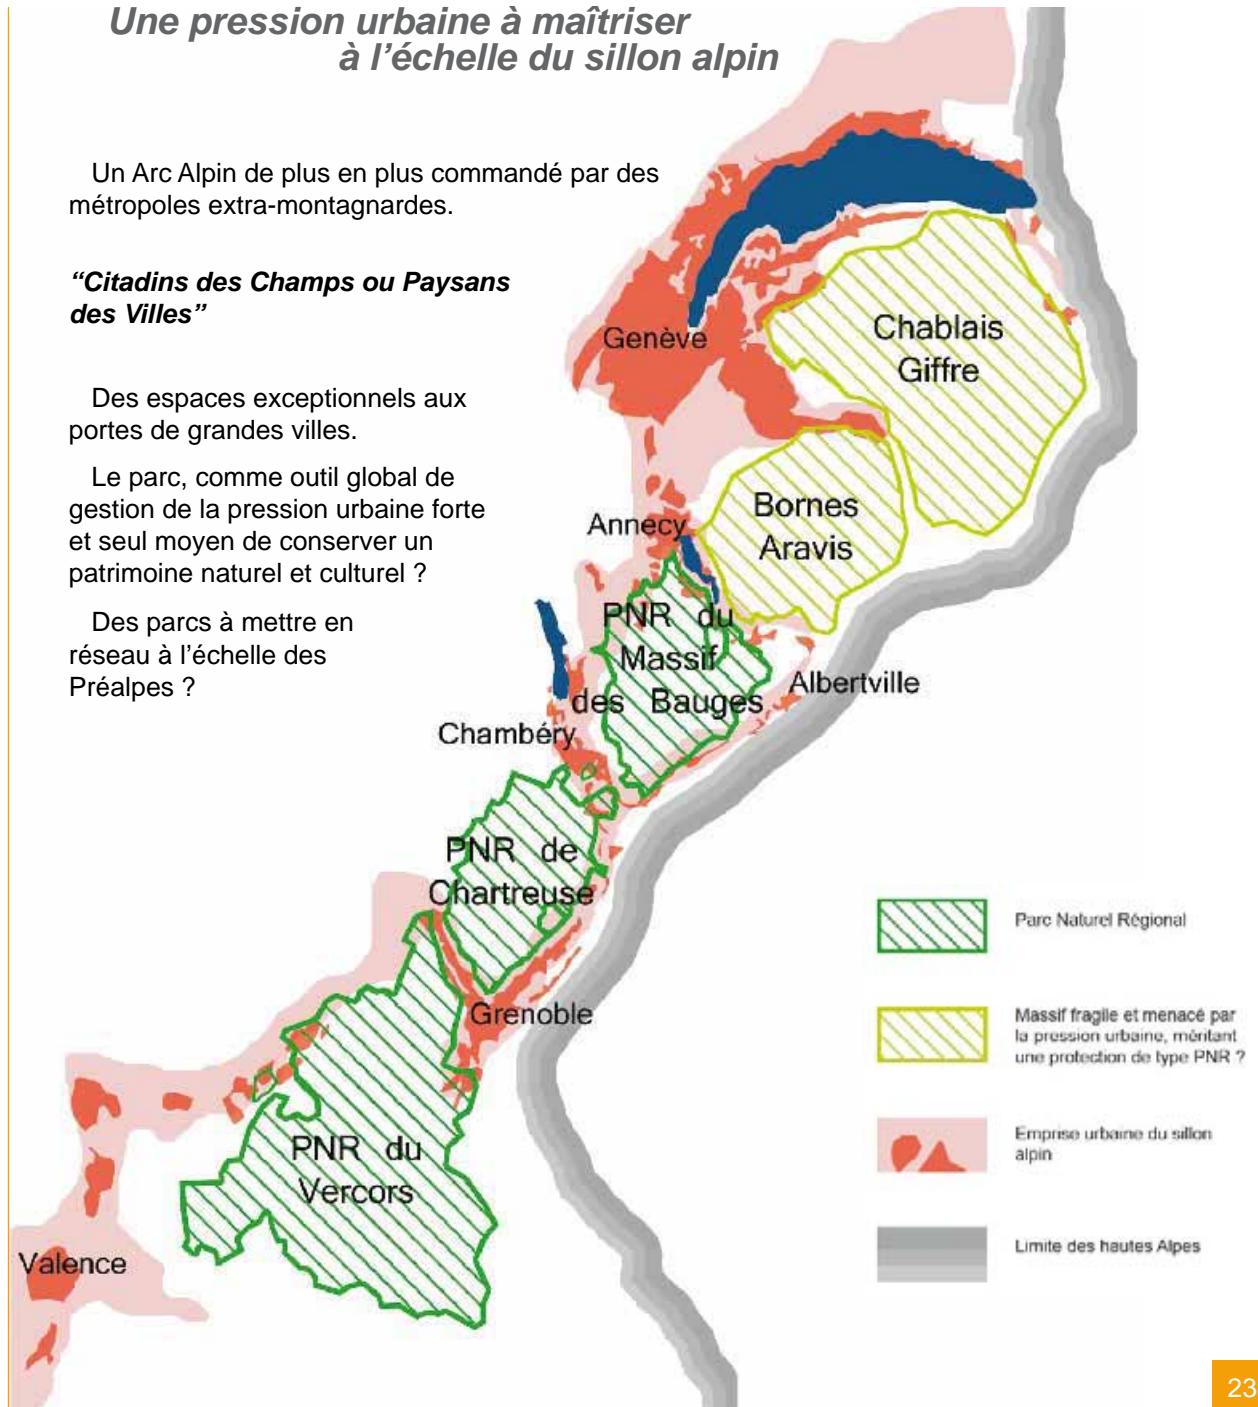 Une pression urbaine à maîtriser
à l’échelle du sillon alpin
Un Arc Alpin de plus en plus commandé par des
métropoles extra-montagnardes.
“Citadins des Champs ou Paysans
des Villes”
Des espaces exceptionnels aux
portes de grandes villes.
Le parc, comme outil global de
gestion de la pression urbaine forte
et seul moyen de conserver un
patrimoine naturel et culturel ?
Des parcs à mettre en
réseau à l’échelle des
Préalpes ?
Genève
Chablais
Giffre
Bornes
Aravis
Annecy
PNR du
Massif
des Bauges
Albertville
Chambéry
PNR de
Chartreuse
Grenoble
PNR du
Vercors
Valence
Parc Naturel Régional
Massif fragile et menacé par
la pression urbaine, méritant
une protection de type PNR ?
Emprise urbaine du sillon
alpin
Limite des hautes Alpes
23